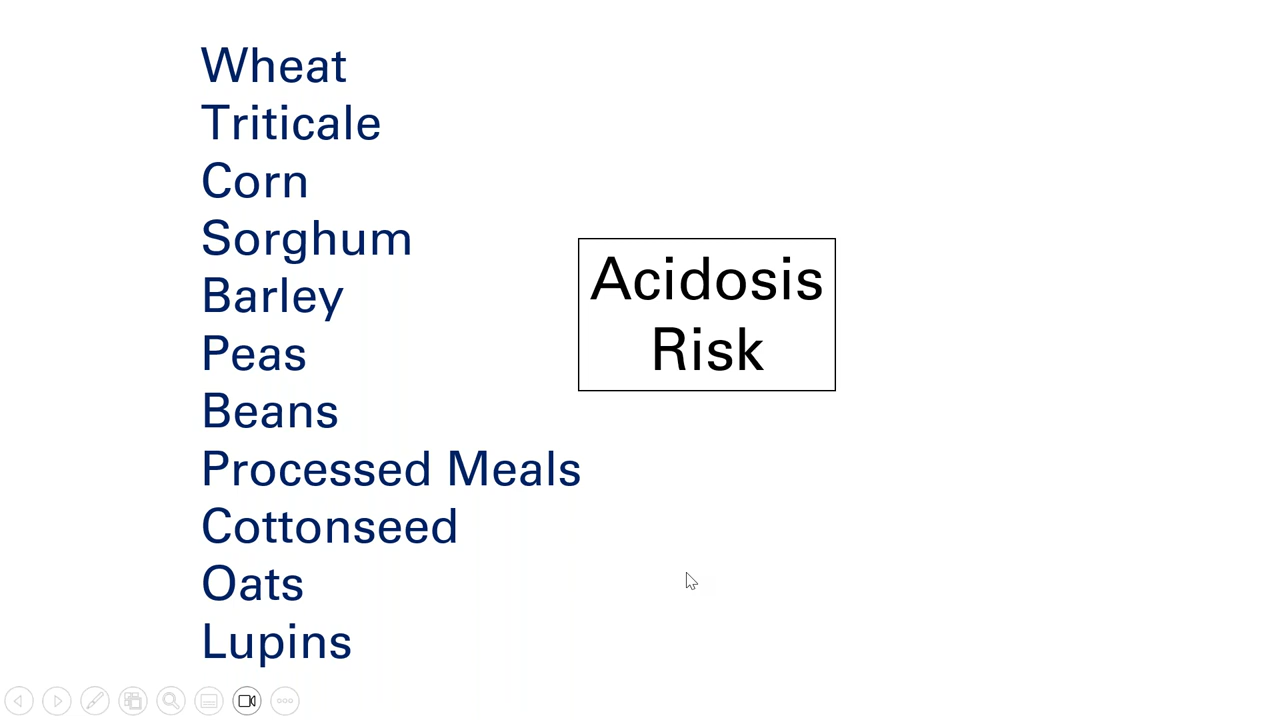 Wheat
Triticale
Corn
Sorghum
Barley
Peas
Beans
Processed Meals
Cottonseed
Oats
Lupins
Acidosis
Risk